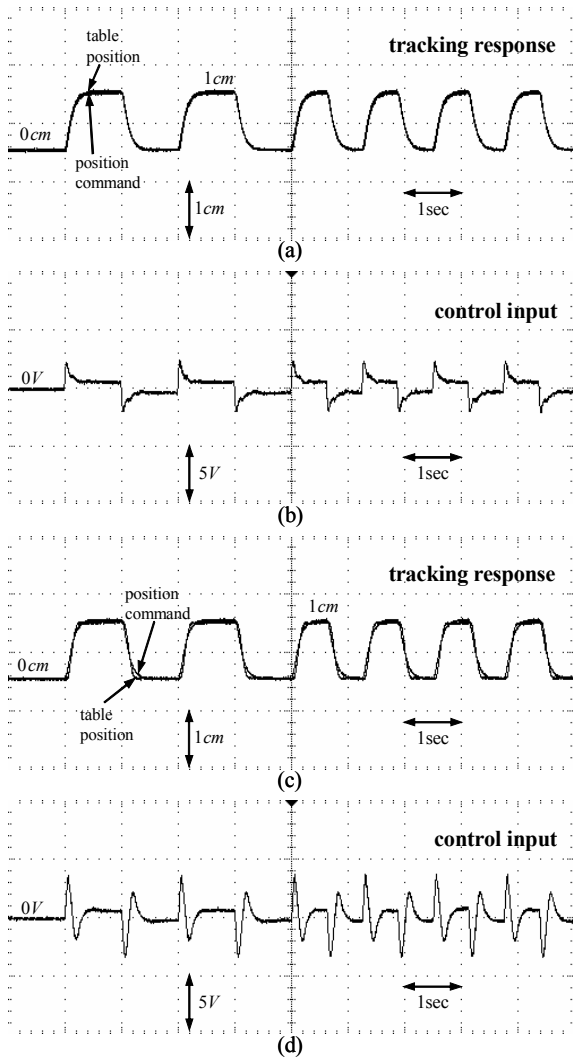 table
position
tracking response
1cm
0cm
position
command
1cm
1sec
(a)
control input
0V
5V
1sec
(b)
position
command
tracking response
1cm
0cm
table
position
1cm
1sec
(c)
control input
0V
5V
1sec
(d)